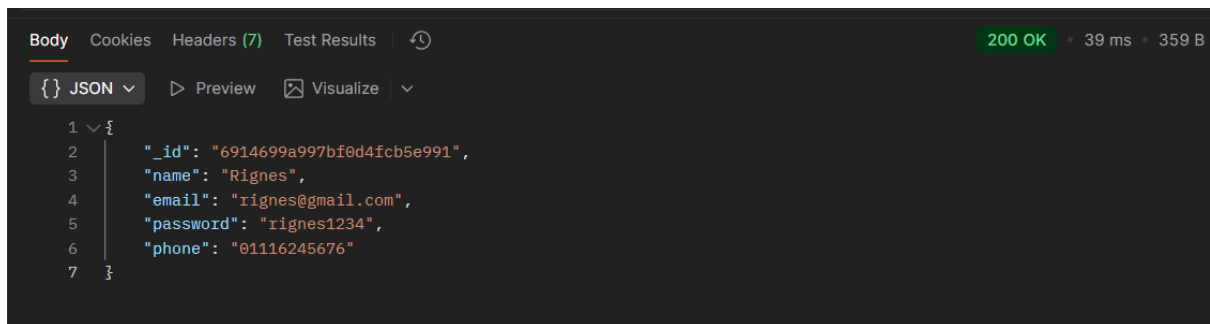 Body Cookies Headers (7) Test Results 200 OK • 39 ms • 359 B
{} JSON Preview Visualize
1 {
2 "_id": "6914699a997bf0d4fcb5e991",
3 "name": "Rignes",
4 "email": "rignes@gmail.com",
5 "password": "rignes1234",
6 "phone": "01116245676"
7 }